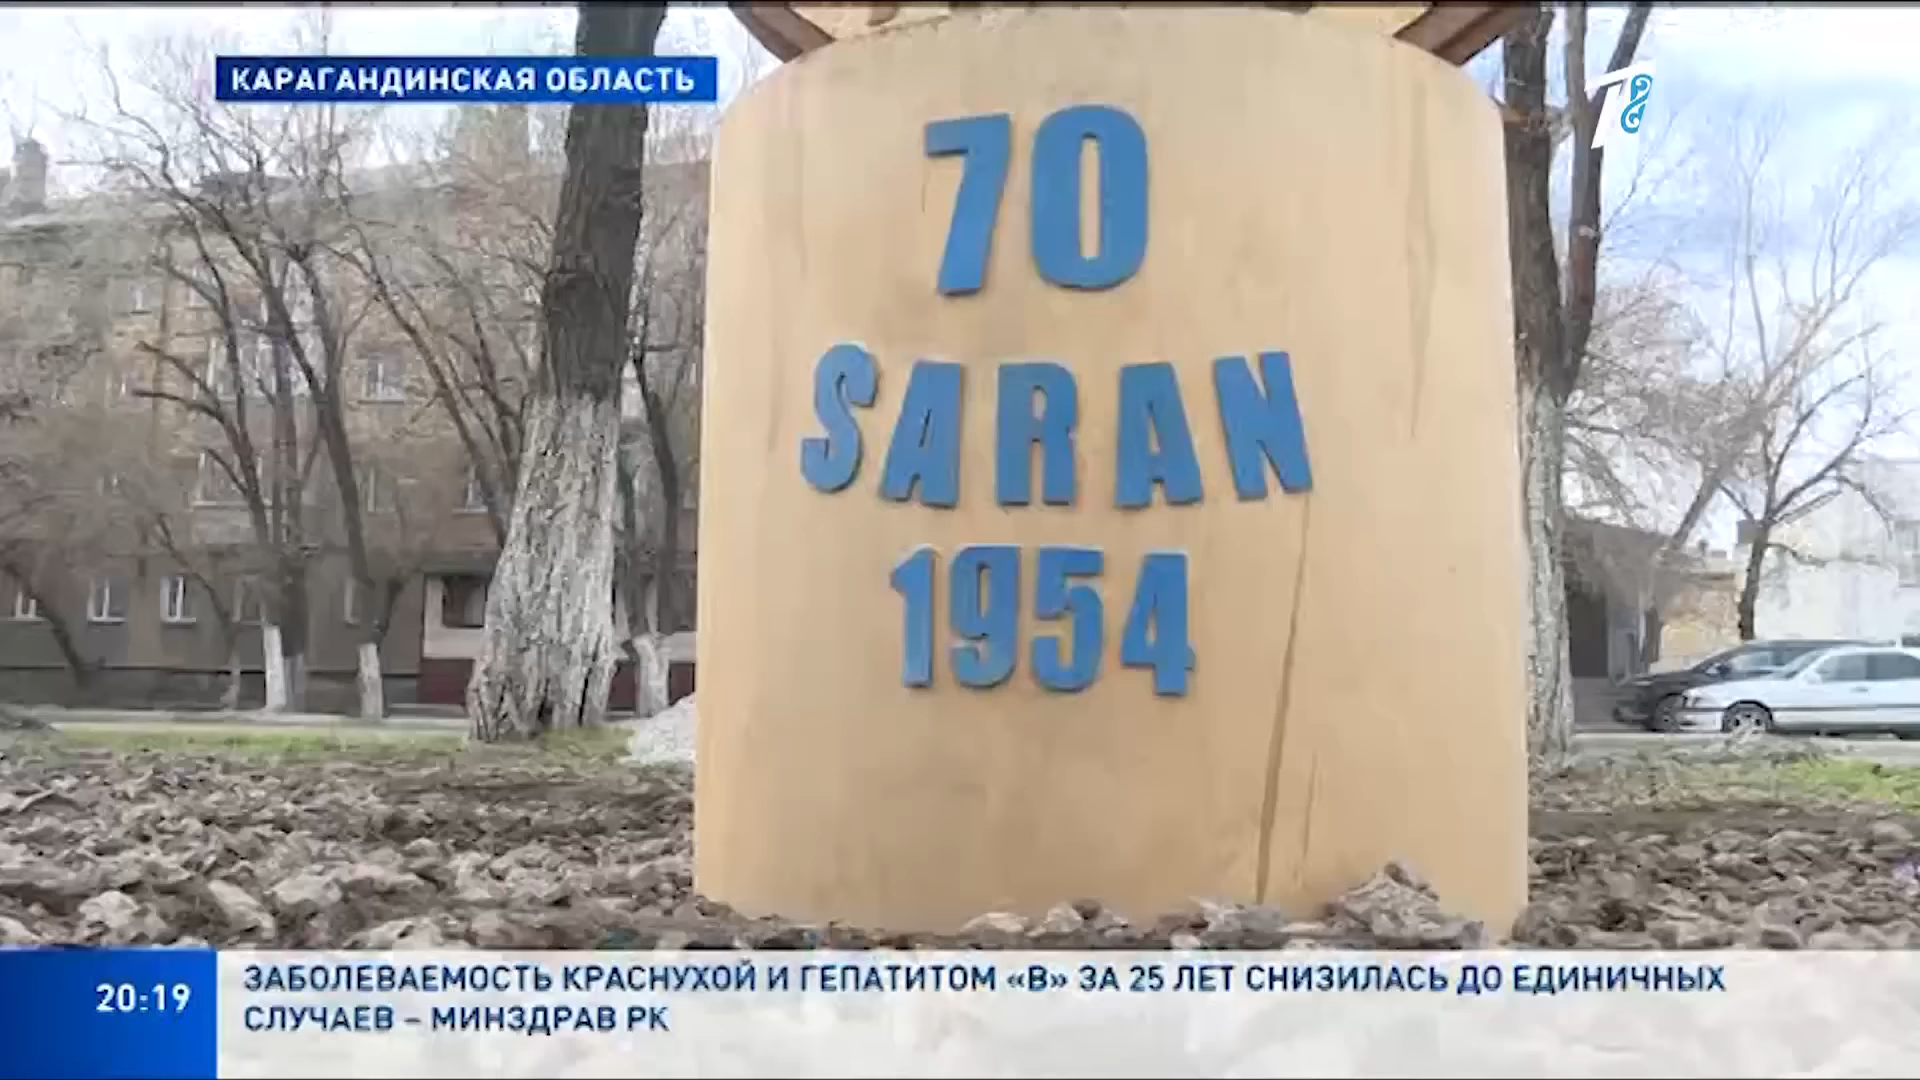 КАРАГАНДИНСКАЯ ОБЛАСТЬ
70
SARAN
1954
20:19
ЗАБОЛЕВАЕМОСТЬ КРАСНУХОЙ И ГЕПАТИТОМ «В» ЗА 25 ЛЕТ СНИЗИЛАСЬ ДО ЕДИНИЧНЫХ
СЛУЧАЕВ – МИНЗДРАВ РК